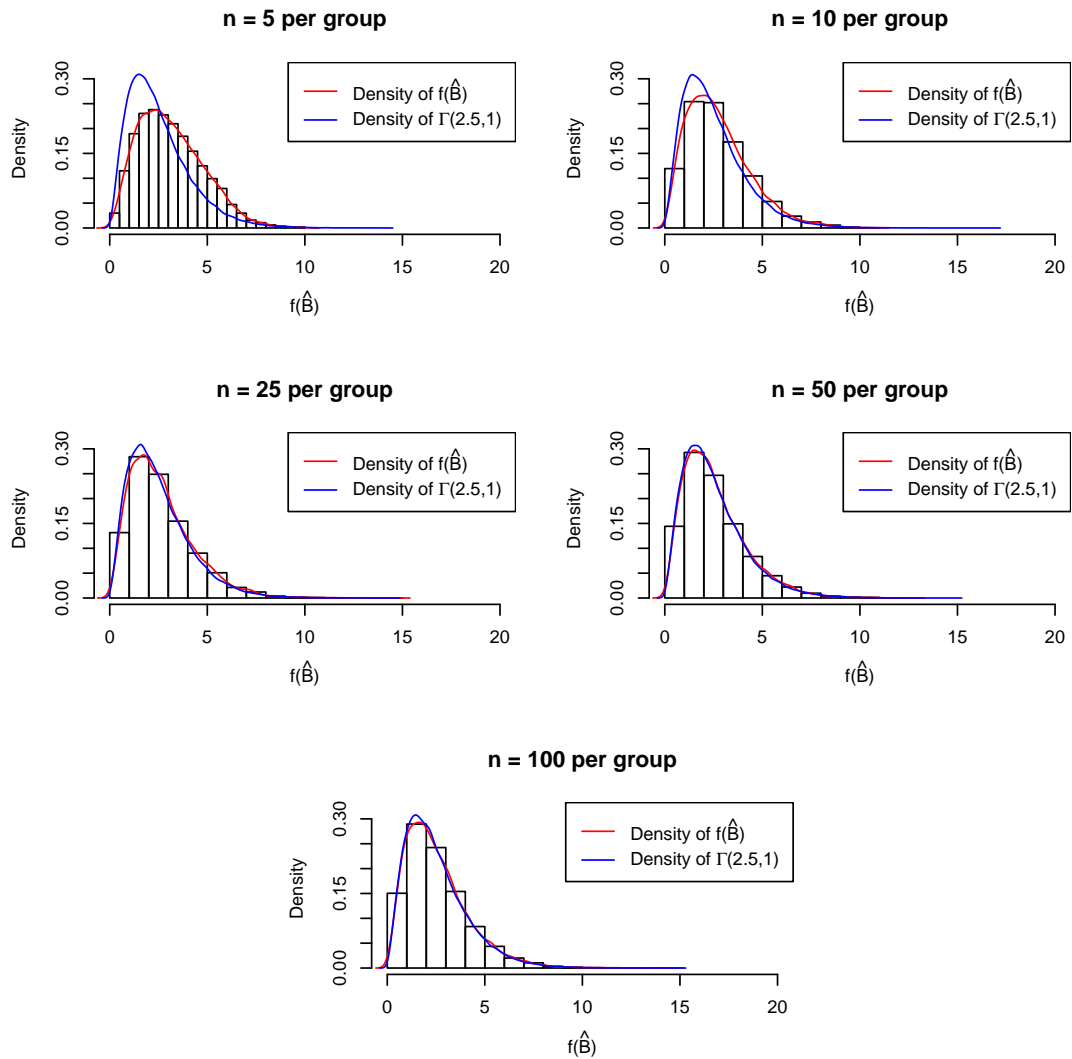 n = 5 per group
Density of f(B̂)
Density of Γ(2.5,1)
Density
0.00 0.15 0.30
0 5 10 15 20
f(B̂)
n = 10 per group
Density of f(B̂)
Density of Γ(2.5,1)
Density
0.00 0.15 0.30
0 5 10 15 20
f(B̂)
n = 25 per group
Density of f(B̂)
Density of Γ(2.5,1)
Density
0.00 0.15 0.30
0 5 10 15 20
f(B̂)
n = 50 per group
Density of f(B̂)
Density of Γ(2.5,1)
Density
0.00 0.15 0.30
0 5 10 15 20
f(B̂)
n = 100 per group
Density of f(B̂)
Density of Γ(2.5,1)
Density
0.00 0.15 0.30
0 5 10 15 20
f(B̂)